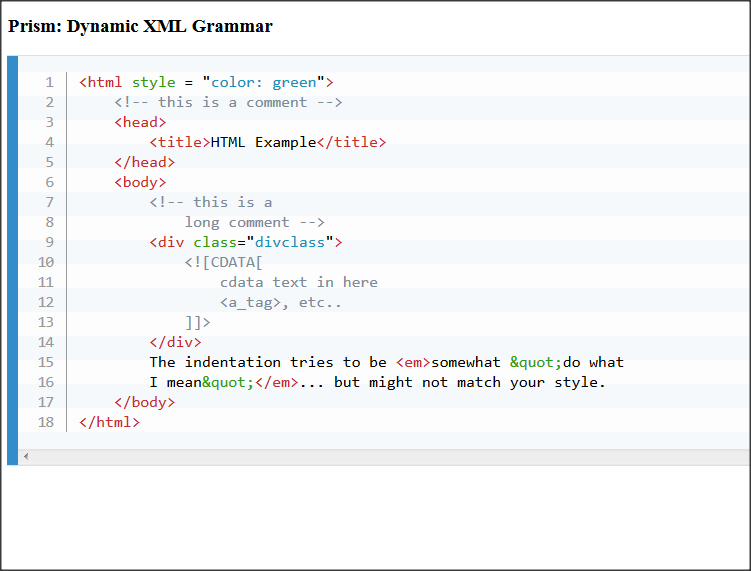 Prism: Dynamic XML Grammar
1 <html style = "color: green">
2     <!-- this is a comment -->
3     <head>
4         <title>HTML Example</title>
5     </head>
6     <body>
7         <!-- this is a
8             long comment -->
9         <div class="divclass">
10             <![CDATA[
11                 cdata text in here
12                 <a_tag>, etc..
13             ]]>
14         </div>
15         The indentation tries to be <em>somewhat &quot;do what
16         I mean&quot;</em>... but might not match your style.
17     </body>
18 </html>